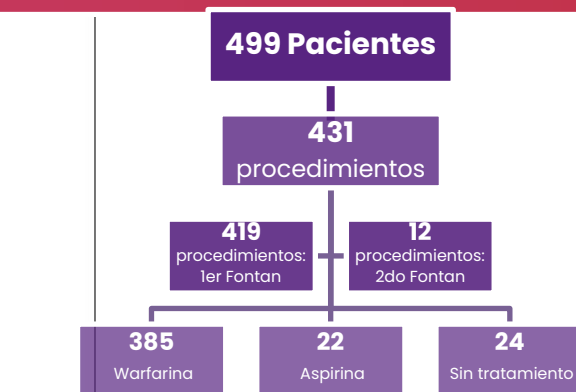 499 Pacientes
431
procedimientos
419
procedimientos:
1er Fontan
12
procedimientos:
2do Fontan
385
Warfarina
22
Aspirina
24
Sin tratamiento